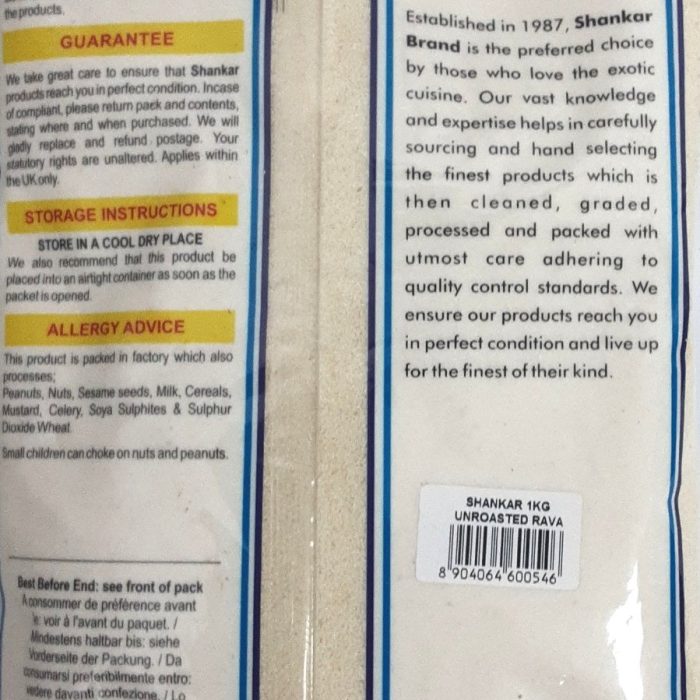 the products.
GUARANTEE
We take great care to ensure that Shankar
products reach you in perfect condition. Incase
of compliant, please return pack and contents,
stating where and when purchased. We will
gladly replace and refund postage. Your
statutory rights are unaltered. Applies within
the UK only.
STORAGE INSTRUCTIONS
STORE IN A COOL DRY PLACE
We also recommend that this product be
placed into an airtight container as soon as the
packet is opened.
ALLERGY ADVICE
This product is packed in factory which also
processes;
Peanuts, Nuts, Sesame seeds, Milk, Cereals,
Mustard, Celery, Soya Sulphites & Sulphur
Dioxide Wheat.
Small children can choke on nuts and peanuts.
Best Before End: see front of pack
A consommer de préférence avant
le: voir à l'avant du paquet. /
Mindestens haltbar bis: siehe
Vorderseite der Packung. / Da
consumarsi preferibilmente entro:
vedere davanti confezione. / Lo
Established in 1987, Shankar
Brand is the preferred choice
by those who love the exotic
cuisine. Our vast knowledge
and expertise helps in carefully
sourcing and hand selecting
the finest products which is
then cleaned, graded,
processed and packed with
utmost care adhering to
quality control standards. We
ensure our products reach you
in perfect condition and live up
for the finest of their kind.
SHANKAR 1KG
UNROASTED RAVA
8 904064 600546